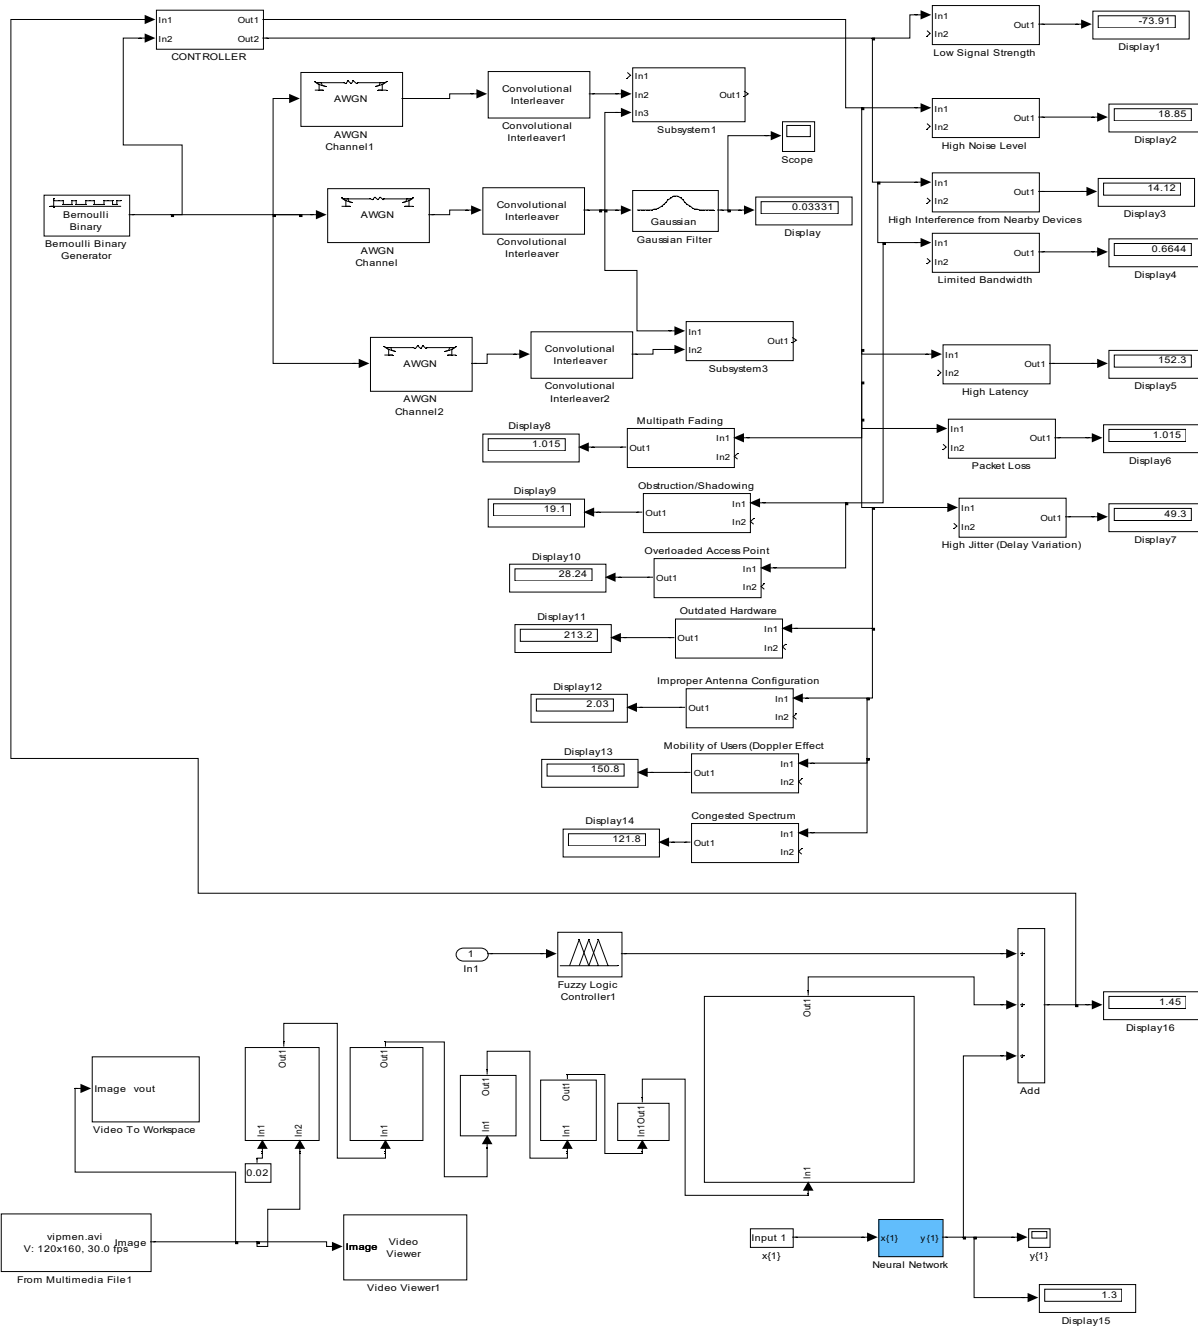 In1
In2
Out1
Out2
CONTROLLER
In1
In2
Out1
Low Signal Strength
-73.91
Display1
AWGN
AWGN
Channel1
Convolutional
Interleaver
Convolutional
Interleaver1
In1
In2
In3
Out1
Subsystem1
Scope
In1
In2
Out1
High Noise Level
18.85
Display2
Bernoulli
Binary
Bernoulli Binary
Generator
AWGN
AWGN
Channel
Convolutional
Interleaver
Convolutional
Interleaver
Gaussian
Gaussian Filter
0.03331
Display
In1
In2
Out1
High Interference from Nearby Devices
14.12
Display3
In1
In2
Out1
Limited Bandwidth
0.6644
Display4
AWGN
AWGN
Channel2
Convolutional
Interleaver
Convolutional
Interleaver2
In1
In2
Out1
Subsystem3
In1
In2
Out1
High Latency
152.3
Display5
Display8
1.015
Multipath Fading
Out1
In1
In2
In1
In2
Out1
Packet Loss
1.015
Display6
Display9
19.1
Obstruction/Shadowing
Out1
In1
In2
In1
In2
Out1
High Jitter (Delay Variation)
49.3
Display7
Display10
28.24
Overloaded Access Point
Out1
In1
In2
Display11
213.2
Outdated Hardware
Out1
In1
In2
Display12
2.03
Improper Antenna Configuration
Out1
In1
In2
Display13
150.8
Mobility of Users (Doppler Effect
Out1
In1
In2
Display14
121.8
Congested Spectrum
Out1
In1
In2
1
In1
Fuzzy Logic
Controller1
+
+
+
Add
1.45
Display16
Image vout
Video To Workspace
Out1
In1
In2
0.02
Out1
In1
Out1
In1
Out1
In1
Out1
In1
Out1
In1
vipmen.avi
V: 120x160, 30.0 fps
Image
From Multimedia File1
Image
Video
Viewer
Video Viewer1
Input 1
x{1}
x{1}
y{1}
Neural Network
y{1}
1.3
Display15